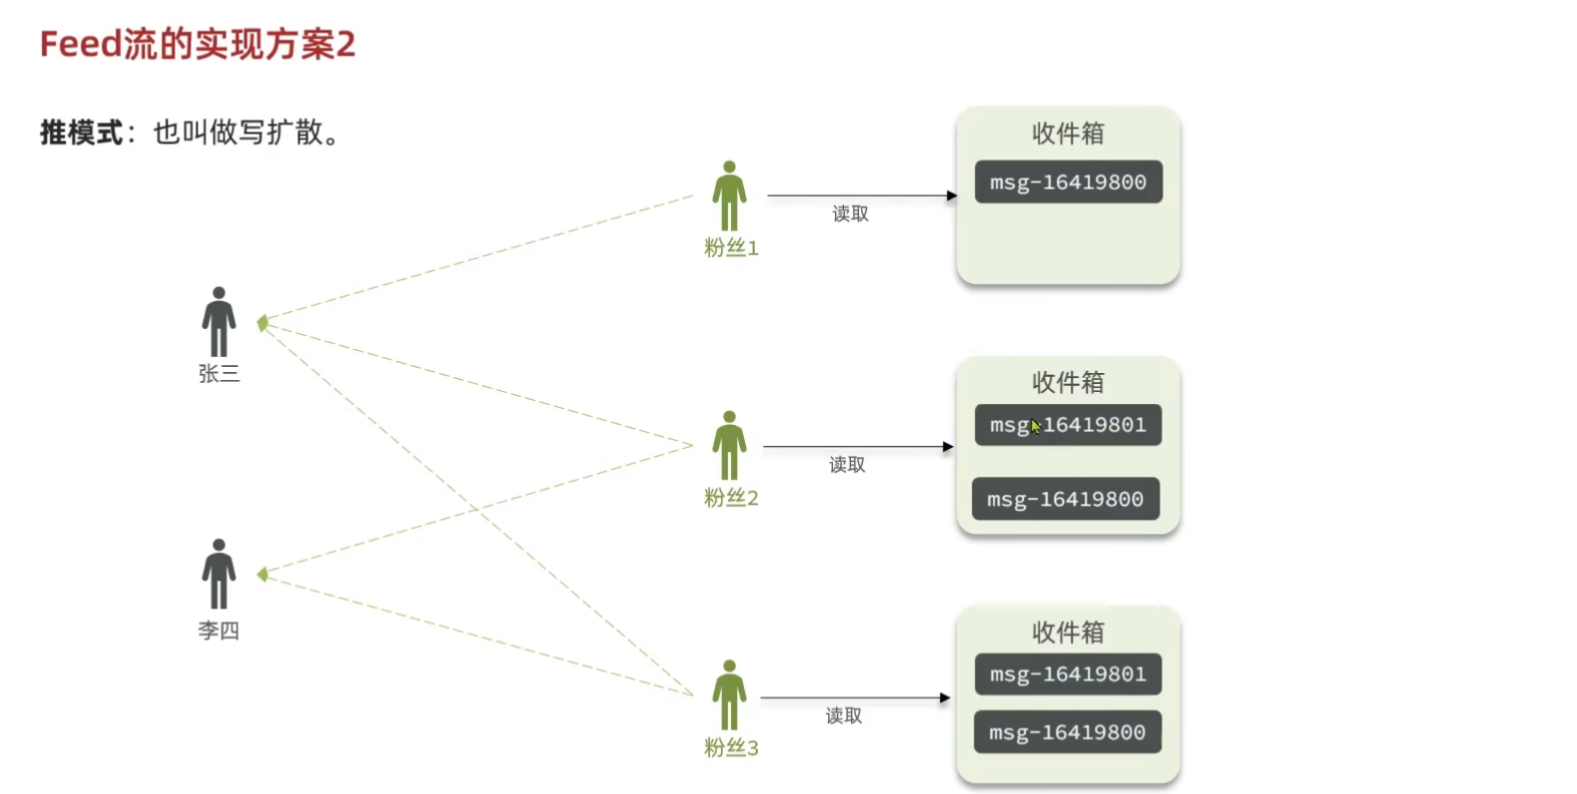 Feed流的实现方案2
推模式：也叫做写扩散。
收件箱
msg-16419800
读取
粉丝1
张三
收件箱
msg-16419801
读取
msg-16419800
粉丝2
李四
收件箱
msg-16419801
读取
msg-16419800
粉丝3